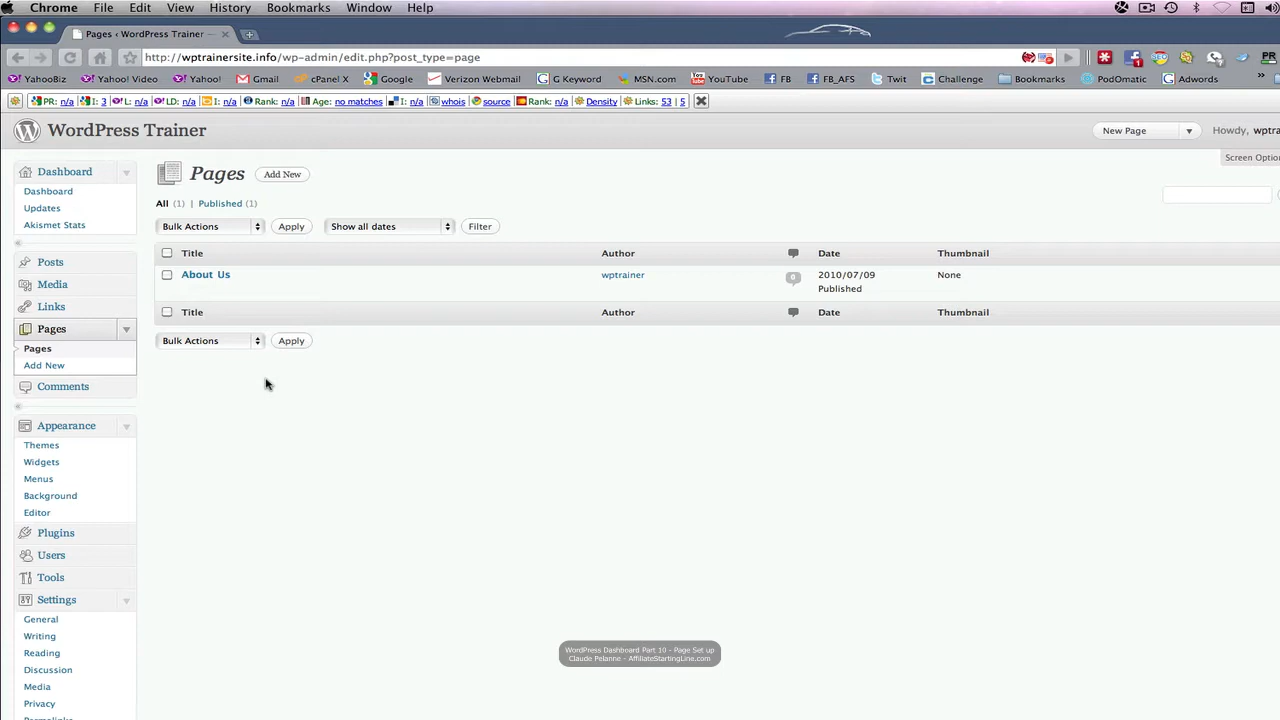 Chrome File Edit View History Bookmarks Window Help
Pages ‹ WordPress Trainer —
http://wptrainersite.info/wp-admin/edit.php?post_type=page
YahooBiz Yahoo! Video Yahoo! Gmail cPanel X Google Verizon Webmail G Keyword MSN.com YouTube FB FB_AFS Twit Challenge Bookmarks PodOmatic Adwords »
PR: n/a I: 3 L: n/a LD: n/a I: n/a Rank: n/a Age: no matches I: n/a whois source Rank: n/a Density Links: 53 | 5
WordPress Trainer
New Page
Howdy, wptra
Screen Optio
Dashboard
Dashboard
Updates
Akismet Stats
Posts
Media
Links
Pages
Pages
Add New
Comments
Appearance
Themes
Widgets
Menus
Background
Editor
Plugins
Users
Tools
Settings
General
Writing
Reading
Discussion
Media
Privacy
Permalinks
Pages Add New
All (1) | Published (1)
Bulk Actions Apply Show all dates Filter
Title Author Date Thumbnail
About Us wptrainer 0 2010/07/09 None
Published
Title Author Date Thumbnail
Bulk Actions Apply
WordPress Dashboard Part 10 - Page Set up
Claude Pelanne - AffiliateStartingLine.com